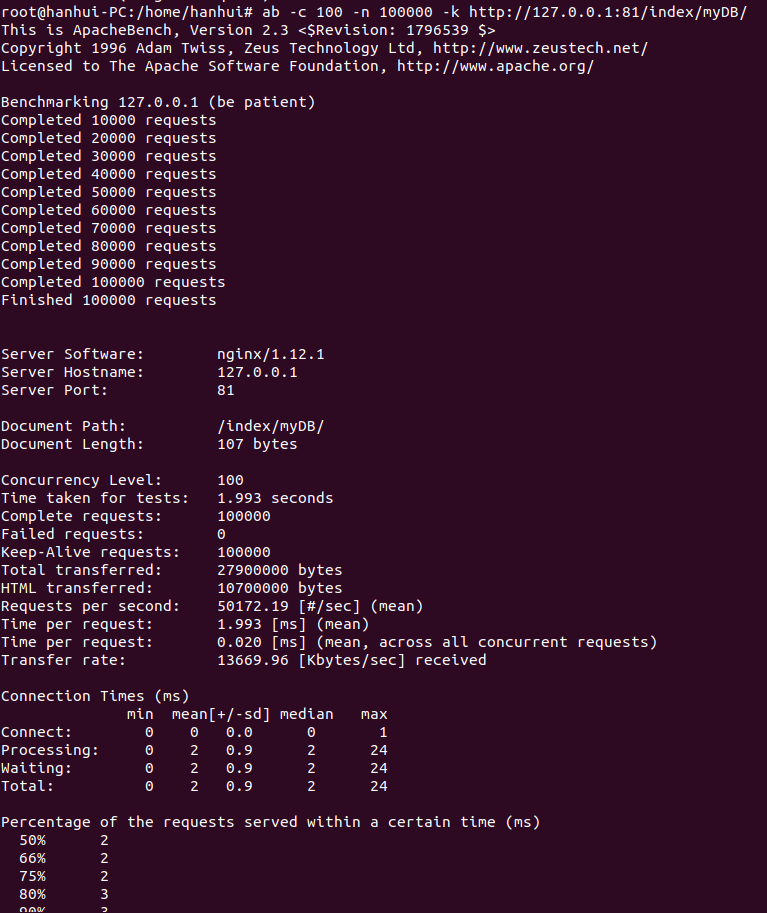 root@hanhui-PC:/home/hanhui# ab -c 100 -n 100000 -k http://127.0.0.1:81/index/myDB/
This is ApacheBench, Version 2.3 <$Revision: 1796539 $>
Copyright 1996 Adam Twiss, Zeus Technology Ltd, http://www.zeustech.net/
Licensed to The Apache Software Foundation, http://www.apache.org/

Benchmarking 127.0.0.1 (be patient)
Completed 10000 requests
Completed 20000 requests
Completed 30000 requests
Completed 40000 requests
Completed 50000 requests
Completed 60000 requests
Completed 70000 requests
Completed 80000 requests
Completed 90000 requests
Completed 100000 requests
Finished 100000 requests


Server Software:        nginx/1.12.1
Server Hostname:        127.0.0.1
Server Port:            81

Document Path:          /index/myDB/
Document Length:        107 bytes

Concurrency Level:      100
Time taken for tests:   1.993 seconds
Complete requests:      100000
Failed requests:        0
Keep-Alive requests:    100000
Total transferred:      27900000 bytes
HTML transferred:       10700000 bytes
Requests per second:    50172.19 [#/sec] (mean)
Time per request:       1.993 [ms] (mean)
Time per request:       0.020 [ms] (mean, across all concurrent requests)
Transfer rate:          13669.96 [Kbytes/sec] received

Connection Times (ms)
              min  mean[+/-sd] median   max
Connect:        0    0   0.0      0       1
Processing:     0    2   0.9      2      24
Waiting:        0    2   0.9      2      24
Total:          0    2   0.9      2      24

Percentage of the requests served within a certain time (ms)
  50%      2
  66%      2
  75%      2
  80%      3
  90%      3